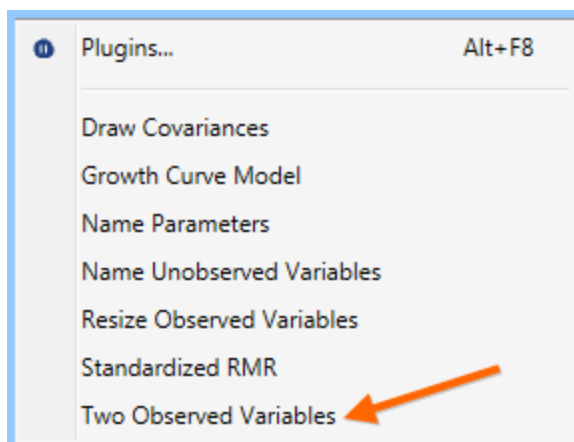 Plugins... Alt+F8
Draw Covariances
Growth Curve Model
Name Parameters
Name Unobserved Variables
Resize Observed Variables
Standardized RMR
Two Observed Variables